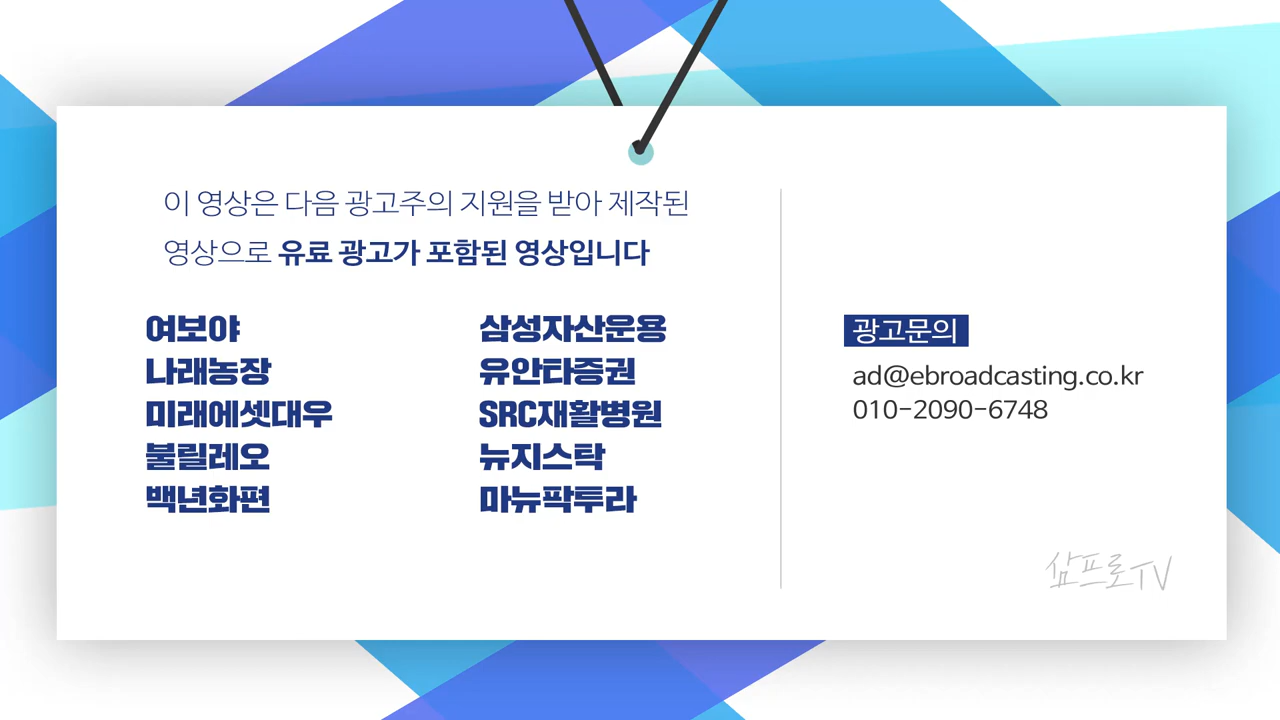 이 영상은 다음 광고주의 지원을 받아 제작된
영상으로 유료 광고가 포함된 영상입니다
여보야
나래농장
미래에셋대우
불릴레오
백년화편
삼성자산운용
유안타증권
SRC재활병원
뉴지스탁
마뉴팍투라
광고문의
ad@ebroadcasting.co.kr
010-2090-6748
삼프로TV